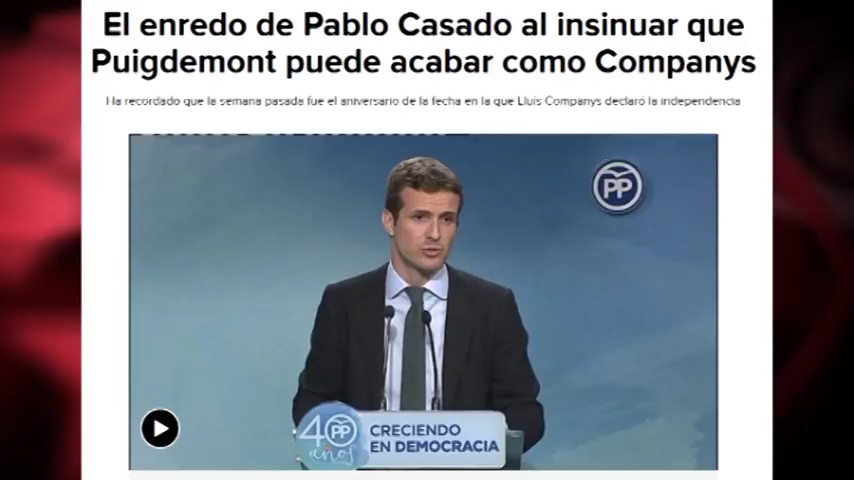 El enredo de Pablo Casado al insinuar que
Puigdemont puede acabar como Companys
Ha recordado que la semana pasada fue el aniversario de la fecha en la que Lluís Companys declaró la independencia
PP
40 PP
años
CRECIENDO
EN DEMOCRACIA